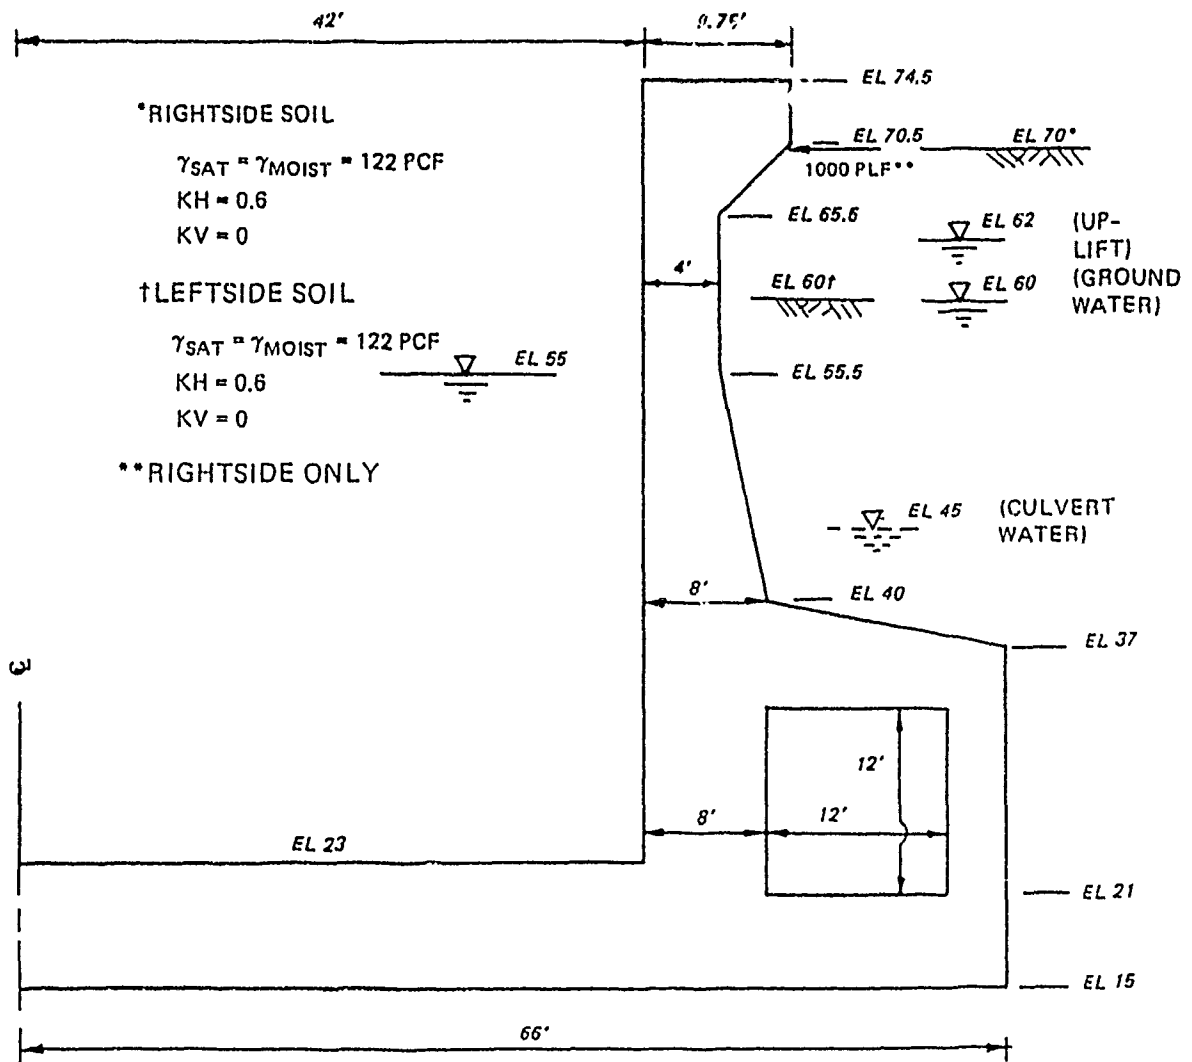 42'
*RIGHTSIDE SOIL
γSAT = γMOIST = 122 PCF
KH = 0.6
KV = 0
†LEFTSIDE SOIL
γSAT = γMOIST = 122 PCF
KH = 0.6
KV = 0
**RIGHTSIDE ONLY
EL 55
EL 74.5
EL 70.5
EL 70*
1000 PLF**
EL 65.6
EL 62
(UP-
LIFT)
4'
EL 60†
EL 60
(GROUND
WATER)
EL 55.5
EL 45
(CULVERT
WATER)
8'
EL 40
EL 37
12'
8'
12'
EL 23
EL 21
EL 15
66'